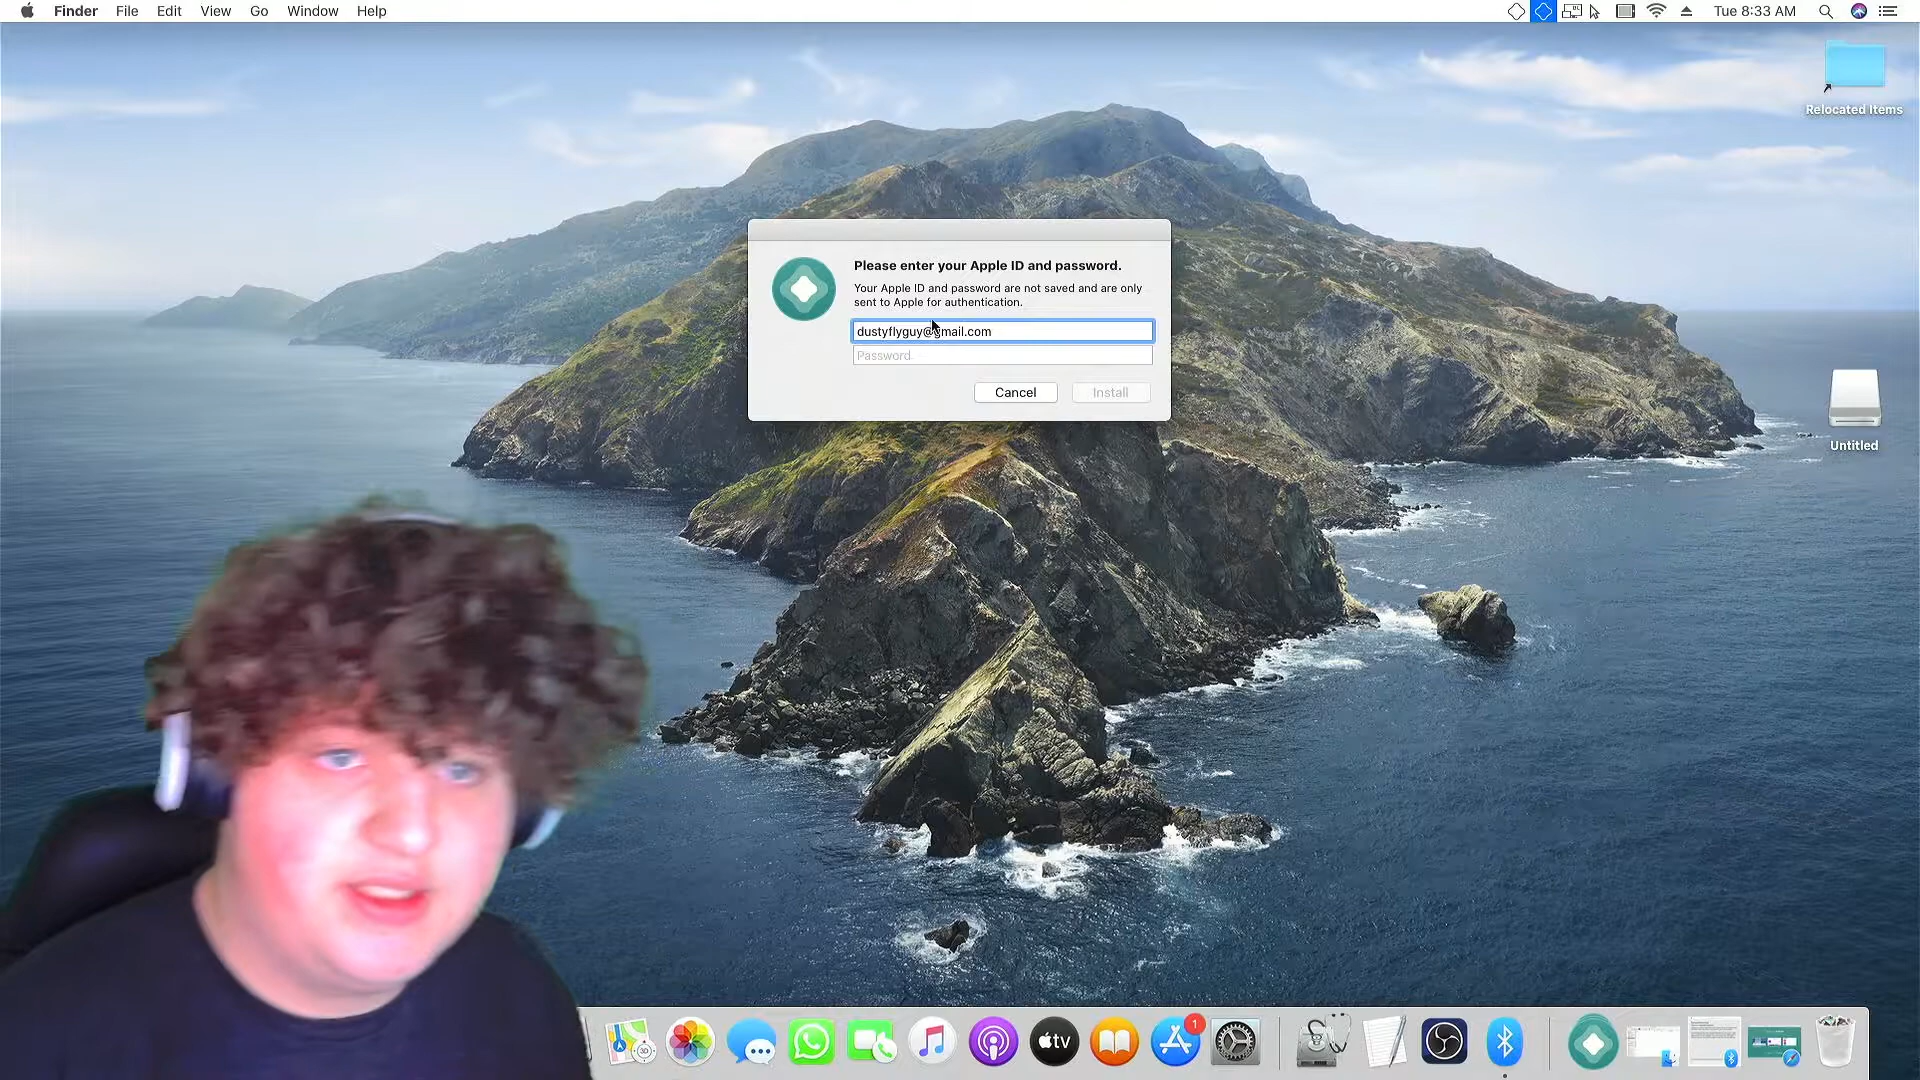 Finder File Edit View Go Window Help Tue 8:33 AM
Relocated Items
Please enter your Apple ID and password.
Your Apple ID and password are not saved and are only
sent to Apple for authentication.
dustyflyguy@gmail.com
Password
Cancel Install
Untitled
3D
tv
1